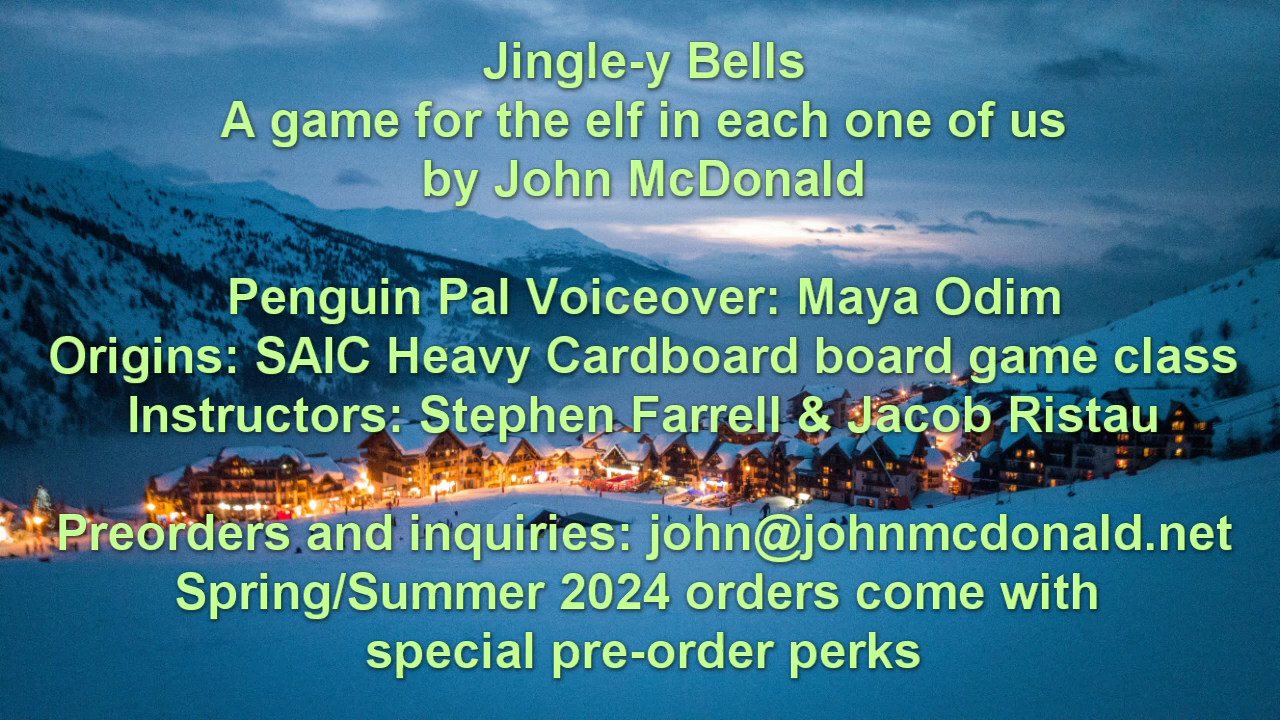 Jingle-y Bells
A game for the elf in each one of us
by John McDonald
Penguin Pal Voiceover: Maya Odim
Origins: SAIC Heavy Cardboard board game class
Instructors: Stephen Farrell & Jacob Ristau
Preorders and inquiries: john@johnmcdonald.net
Spring/Summer 2024 orders come with
special pre-order perks